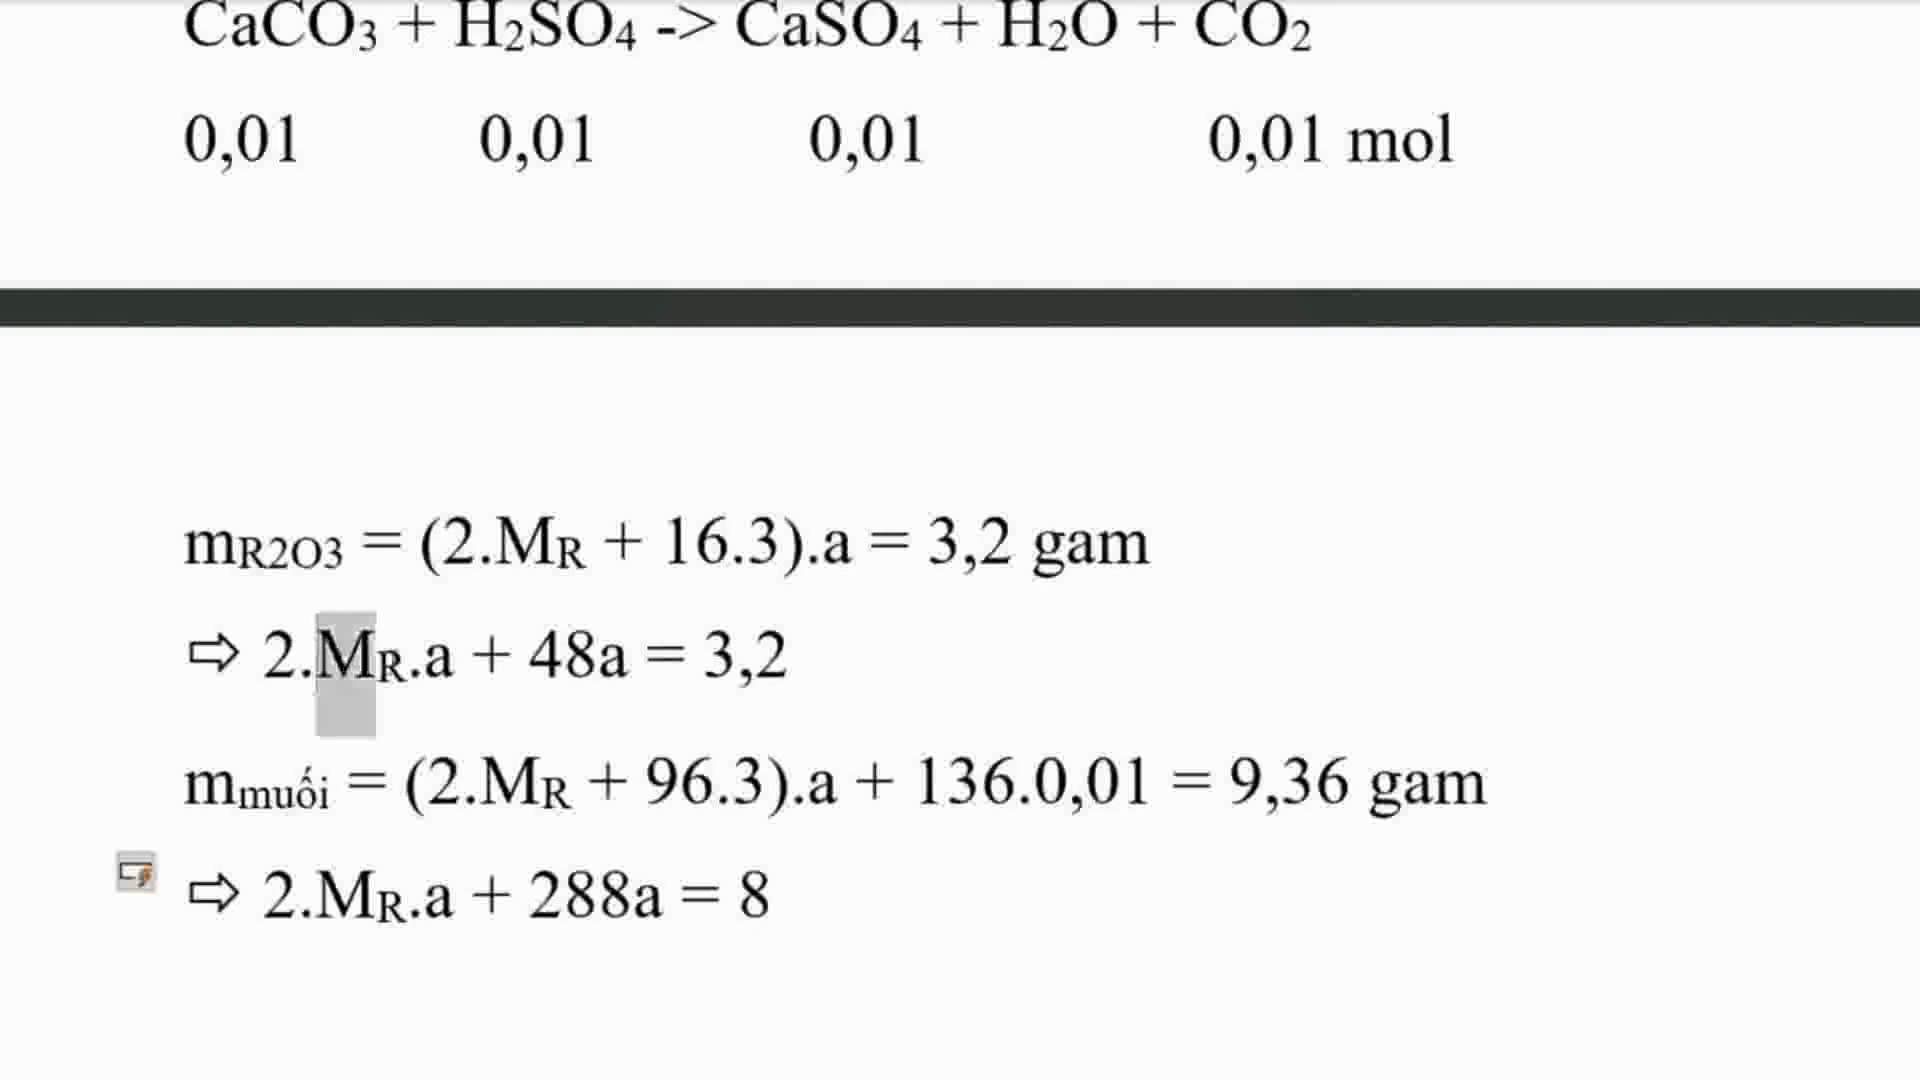 CaCO3 + H2SO4 -> CaSO4 + H2O + CO2
0,01 0,01 0,01 0,01 mol
mR2O3 = (2.MR + 16.3).a = 3,2 gam
⇨ 2.MR.a + 48a = 3,2
mmuối = (2.MR + 96.3).a + 136.0,01 = 9,36 gam
⇨ 2.MR.a + 288a = 8